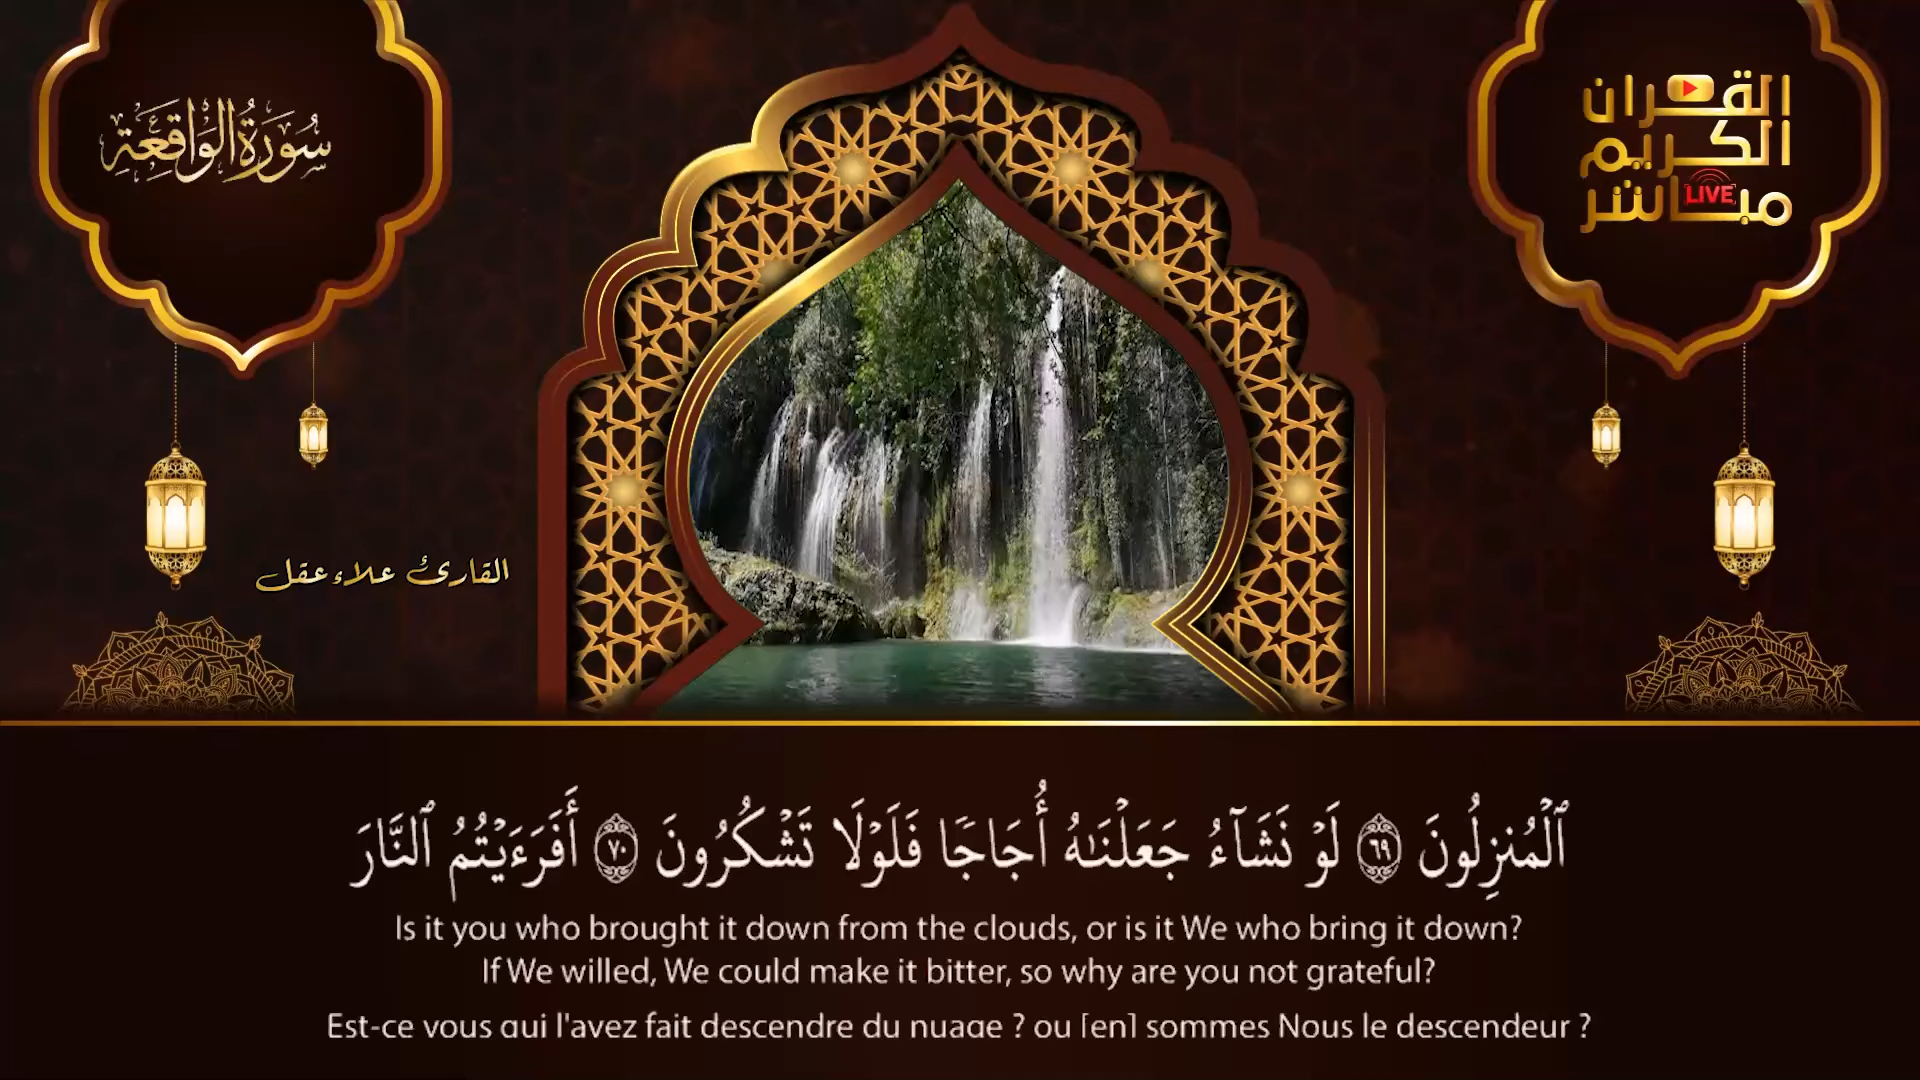 سُورَةُ الوَاقِعَةِ
القرآن
الكريم
مباشر
LIVE
القارئ علاء عقل
ٱلْمُنزِلُونَ ٦٩ لَوْ نَشَآءُ جَعَلْنَٰهُ أُجَاجًا فَلَوْلَا تَشْكُرُونَ ٧٠ أَفَرَءَيْتُمُ ٱلنَّارَ
Is it you who brought it down from the clouds, or is it We who bring it down?
If We willed, We could make it bitter, so why are you not grateful?
Est-ce vous qui l'avez fait descendre du nuage ? ou [en] sommes Nous le descendeur ?